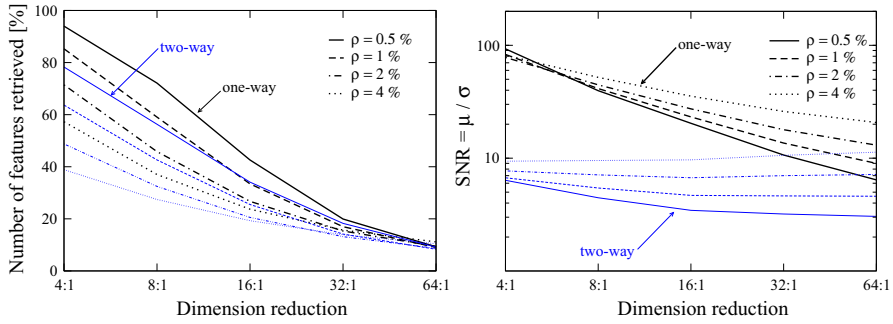 Number of features retrieved [%]
100
80
60
40
20
0
two-way
one-way
ρ = 0.5 %
ρ = 1 %
ρ = 2 %
ρ = 4 %
4:1 8:1 16:1 32:1 64:1
Dimension reduction
SNR = μ / σ
100
10
1
one-way
two-way
ρ = 0.5 %
ρ = 1 %
ρ = 2 %
ρ = 4 %
4:1 8:1 16:1 32:1 64:1
Dimension reduction